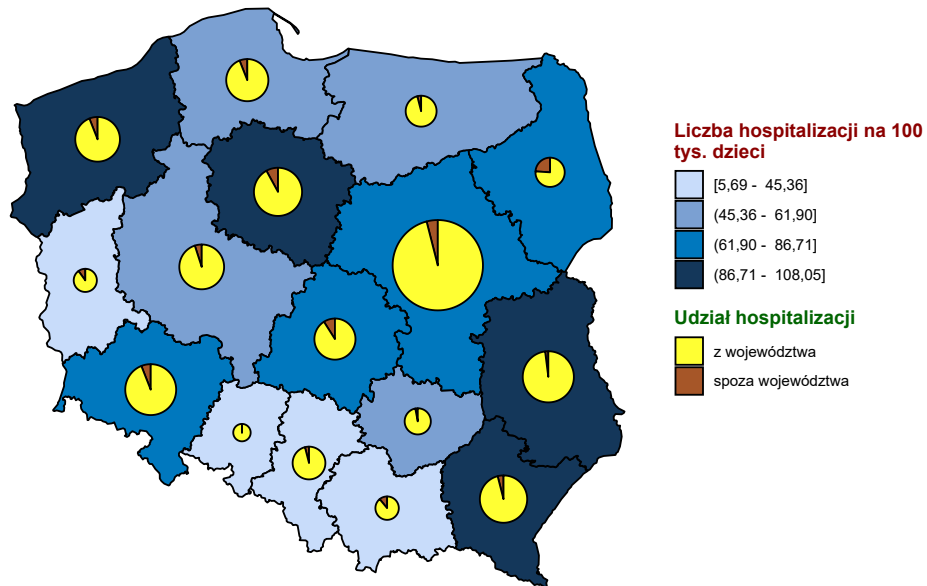 Liczba hospitalizacji na 100
tys. dzieci
[5,69 - 45,36]
(45,36 - 61,90]
(61,90 - 86,71]
(86,71 - 108,05]
Udział hospitalizacji
z województwa
spoza województwa